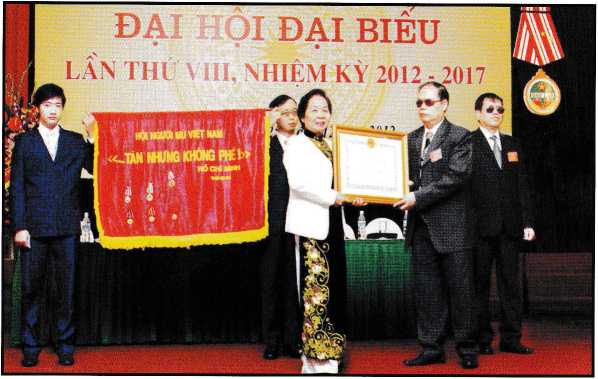 ĐẠI HỘI ĐẠI BIỂU
LẦN THỨ VIII, NHIỆM KỲ 2012 - 2017
2012
HỘI NGƯỜI MÙ VIỆT NAM
TÀN NHƯNG KHÔNG PHẾ!
HỒ CHÍ MINH